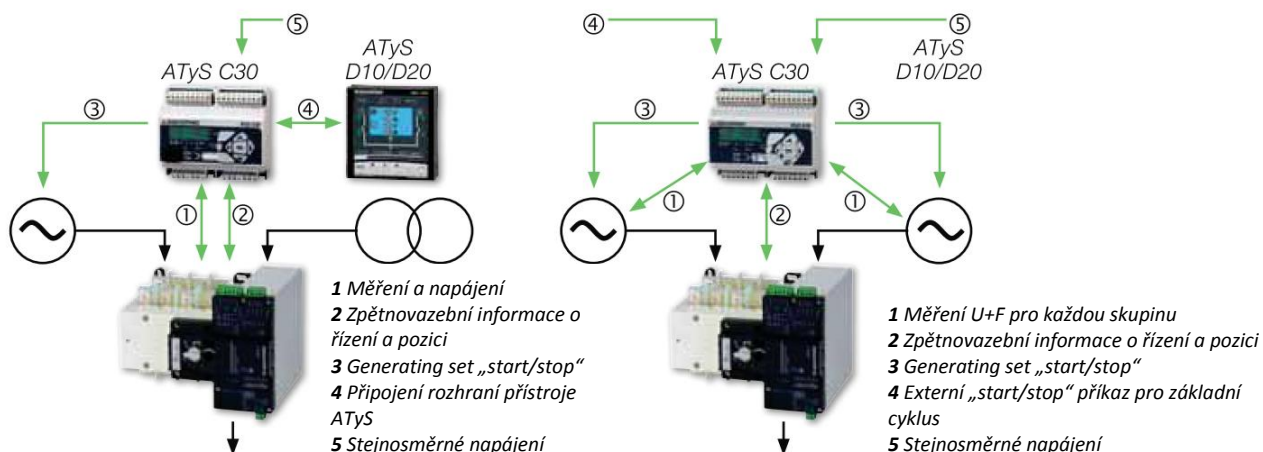 ⑤
ATyS C30
ATyS
D10/D20
③
④
①
②
1 Měření a napájení
2 Zpětnovazební informace o
řízení a pozici
3 Generating set „start/stop“
4 Připojení rozhraní přístroje
ATyS
5 Stejnosměrné napájení
④
⑤
ATyS C30
ATyS
D10/D20
③
③
①
②
①
1 Měření U+F pro každou skupinu
2 Zpětnovazební informace o řízení a pozici
3 Generating set „start/stop“
4 Externí „start/stop“ příkaz pro základní
cyklus
5 Stejnosměrné napájení